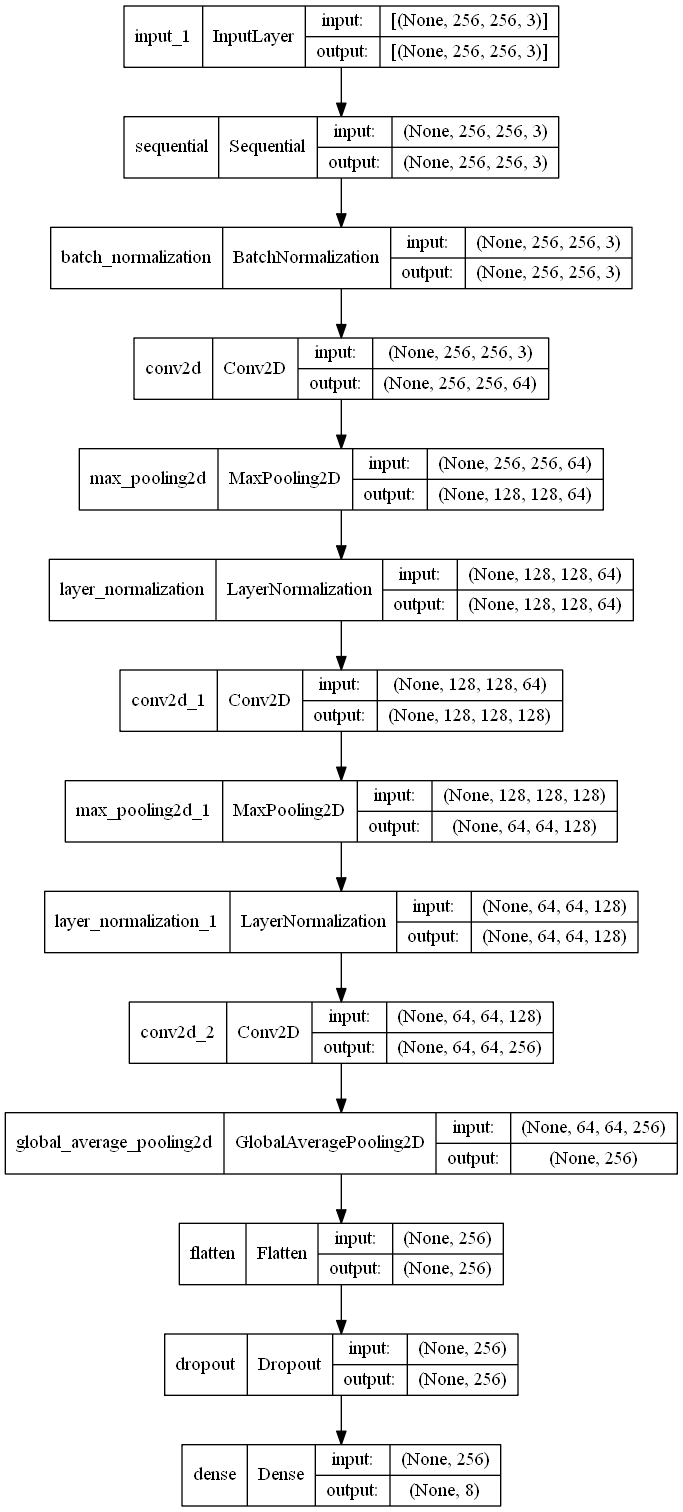 input_1 InputLayer input: [(None, 256, 256, 3)]
output: [(None, 256, 256, 3)]
sequential Sequential input: (None, 256, 256, 3)
output: (None, 256, 256, 3)
batch_normalization BatchNormalization input: (None, 256, 256, 3)
output: (None, 256, 256, 3)
conv2d Conv2D input: (None, 256, 256, 3)
output: (None, 256, 256, 64)
max_pooling2d MaxPooling2D input: (None, 256, 256, 64)
output: (None, 128, 128, 64)
layer_normalization LayerNormalization input: (None, 128, 128, 64)
output: (None, 128, 128, 64)
conv2d_1 Conv2D input: (None, 128, 128, 64)
output: (None, 128, 128, 128)
max_pooling2d_1 MaxPooling2D input: (None, 128, 128, 128)
output: (None, 64, 64, 128)
layer_normalization_1 LayerNormalization input: (None, 64, 64, 128)
output: (None, 64, 64, 128)
conv2d_2 Conv2D input: (None, 64, 64, 128)
output: (None, 64, 64, 256)
global_average_pooling2d GlobalAveragePooling2D input: (None, 64, 64, 256)
output: (None, 256)
flatten Flatten input: (None, 256)
output: (None, 256)
dropout Dropout input: (None, 256)
output: (None, 256)
dense Dense input: (None, 256)
output: (None, 8)